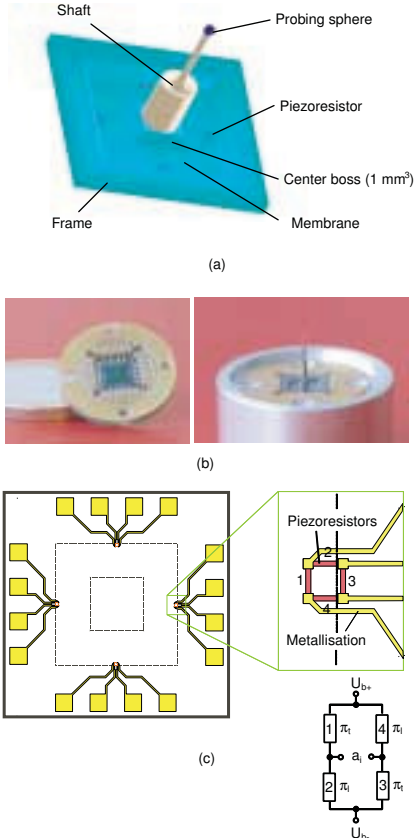 Shaft
Probing sphere
Piezoresistor
Center boss (1 mm³)
Membrane
Frame
(a)
(b)
Piezoresistors
2
1
3
4
Metallisation
(c)
U_b+
1 π_t
4 π_l
a_i
2 π_l
3 π_t
U_b-